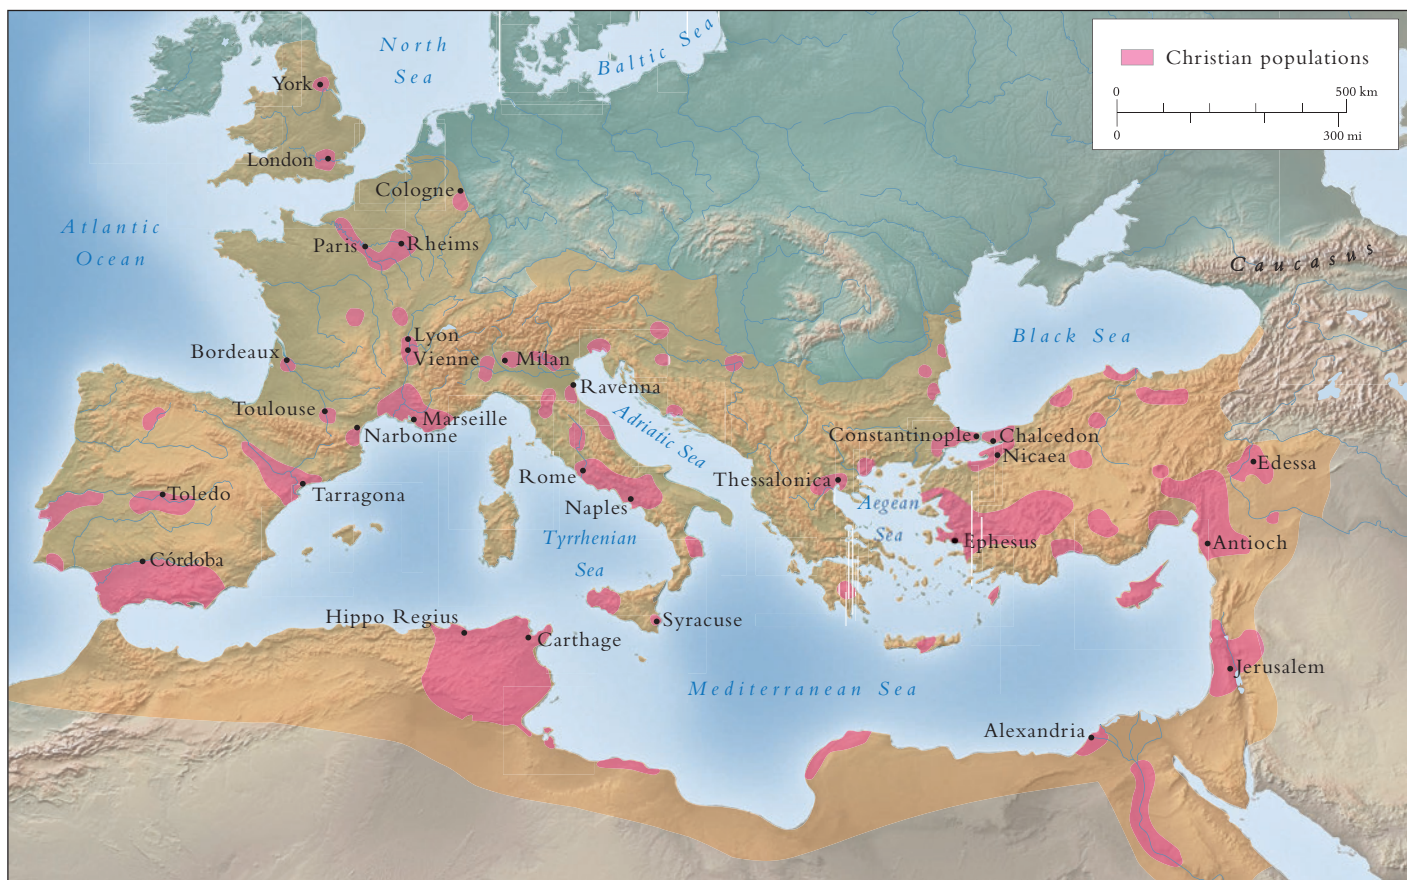 North
Sea
Baltic Sea
Christian populations
0
500 km
0
300 mi
York
London
Cologne
Atlantic
Ocean
Paris
Rheims
Caucasus
Black Sea
Lyon
Bordeaux
Vienne
Milan
Ravenna
Toulouse
Marseille
Narbonne
Adriatic Sea
Constantinople
Chalcedon
Nicaea
Edessa
Rome
Thessalonica
Toledo
Tarragona
Naples
Aegean
Sea
Tyrrhenian
Sea
Ephesus
Antioch
Córdoba
Hippo Regius
Carthage
Syracuse
Jerusalem
Mediterranean Sea
Alexandria